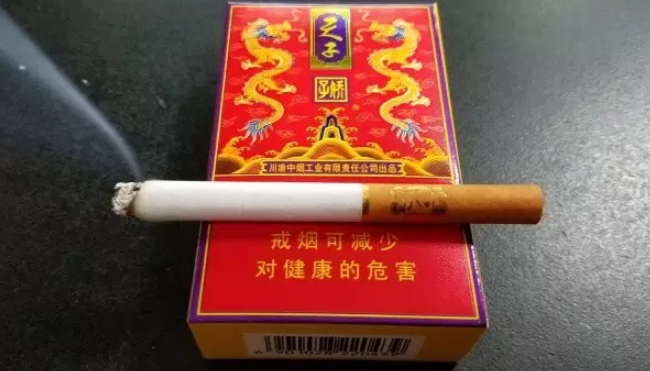 天子
川渝中烟工业有限责任公司出品
戒烟可减少
对健康的危害